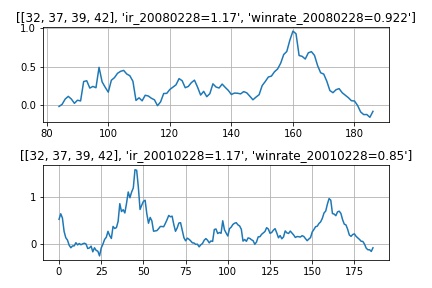 [[32, 37, 39, 42], 'ir_20080228=1.17', 'winrate_20080228=0.922']
1.0
0.5
0.0
80 100 120 140 160 180
[[32, 37, 39, 42], 'ir_20010228=1.17', 'winrate_20010228=0.85']
1
0
0 25 50 75 100 125 150 175